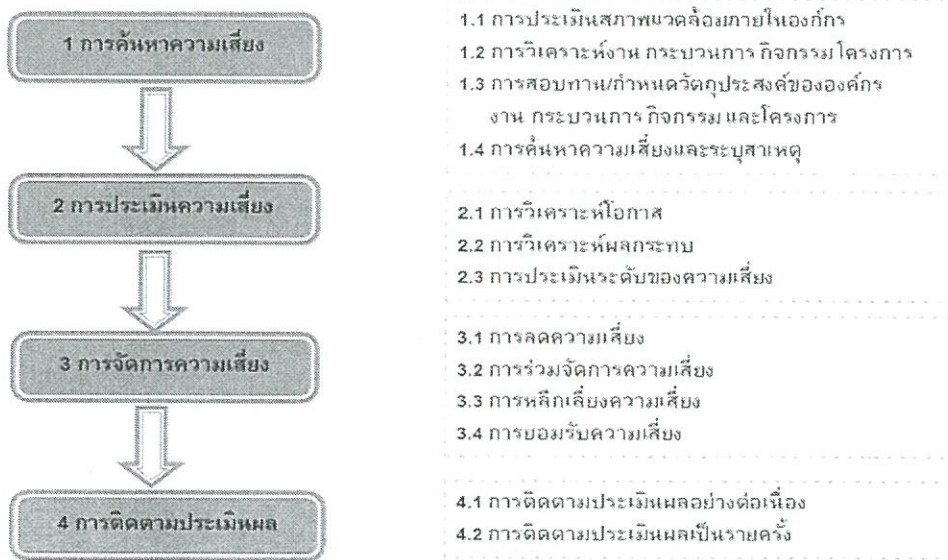 1 การค้นหาความเสี่ยง
1.1 การประเมินสภาพแวดล้อมภายในองก์กร
1.2 การวิเคราะห์งาน กระบวนการ กิจกรรม โครงการ
1.3 การสอบทาน/กำหนดวัตถุประสงค์ขององค์กร
งาน กระบวนการ กิจกรรม และโครงการ
1.4 การค้นหาความเสี่ยงและระบุสาเหตุ
2 การประเมินความเสี่ยง
2.1 การวิเคราะห์โอกาส
2.2 การวิเคราะห์ผลกระทบ
2.3 การประเมินระดับของความเสี่ยง
3 การจัดการความเสี่ยง
3.1 การลดความเสี่ยง
3.2 การร่วมจัดการความเสี่ยง
3.3 การหลีกเลี่ยงความเสี่ยง
3.4 การยอมรับความเสี่ยง
4 การติดตามประเมินผล
4.1 การติดตามประเมินผลอย่างต่อเนื่อง
4.2 การติดตามประเมินผลเป็นรายครั้ง